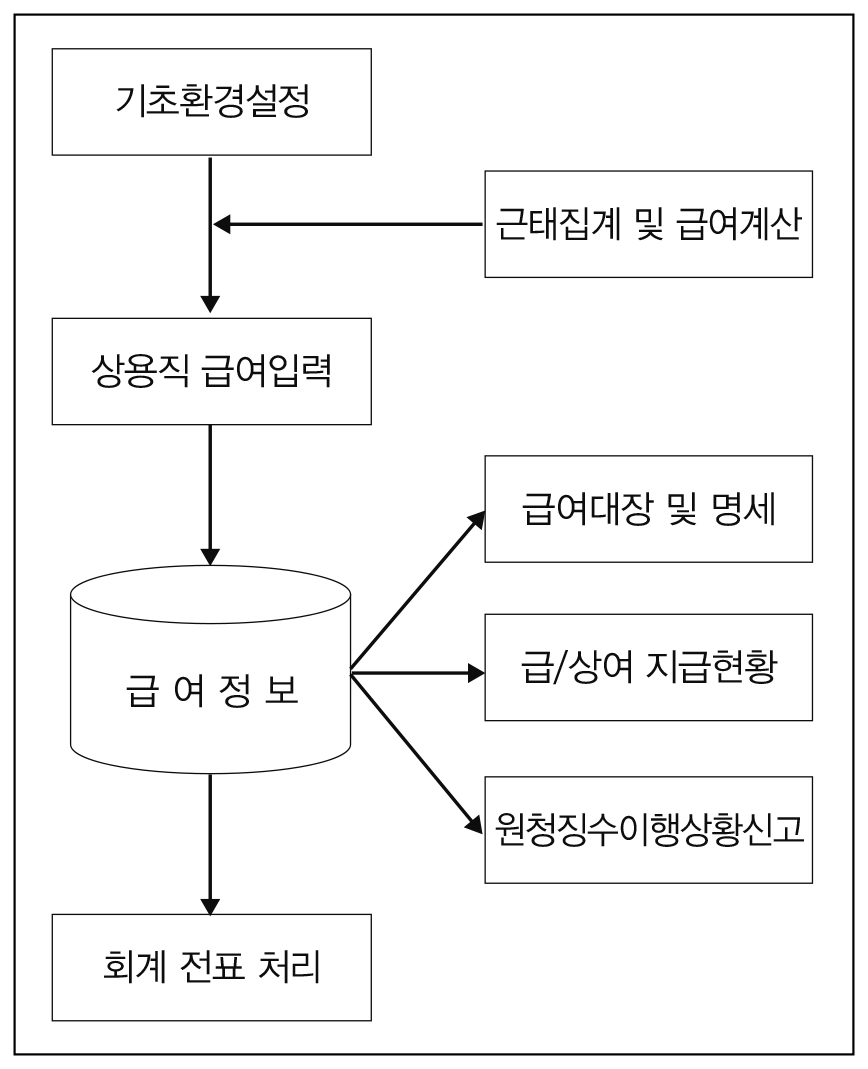 기초환경설정
근태집계 및 급여계산
상용직 급여입력
급여대장 및 명세
급/상여 지급현황
급 여 정 보
원청징수이행상황신고
회계 전표 처리